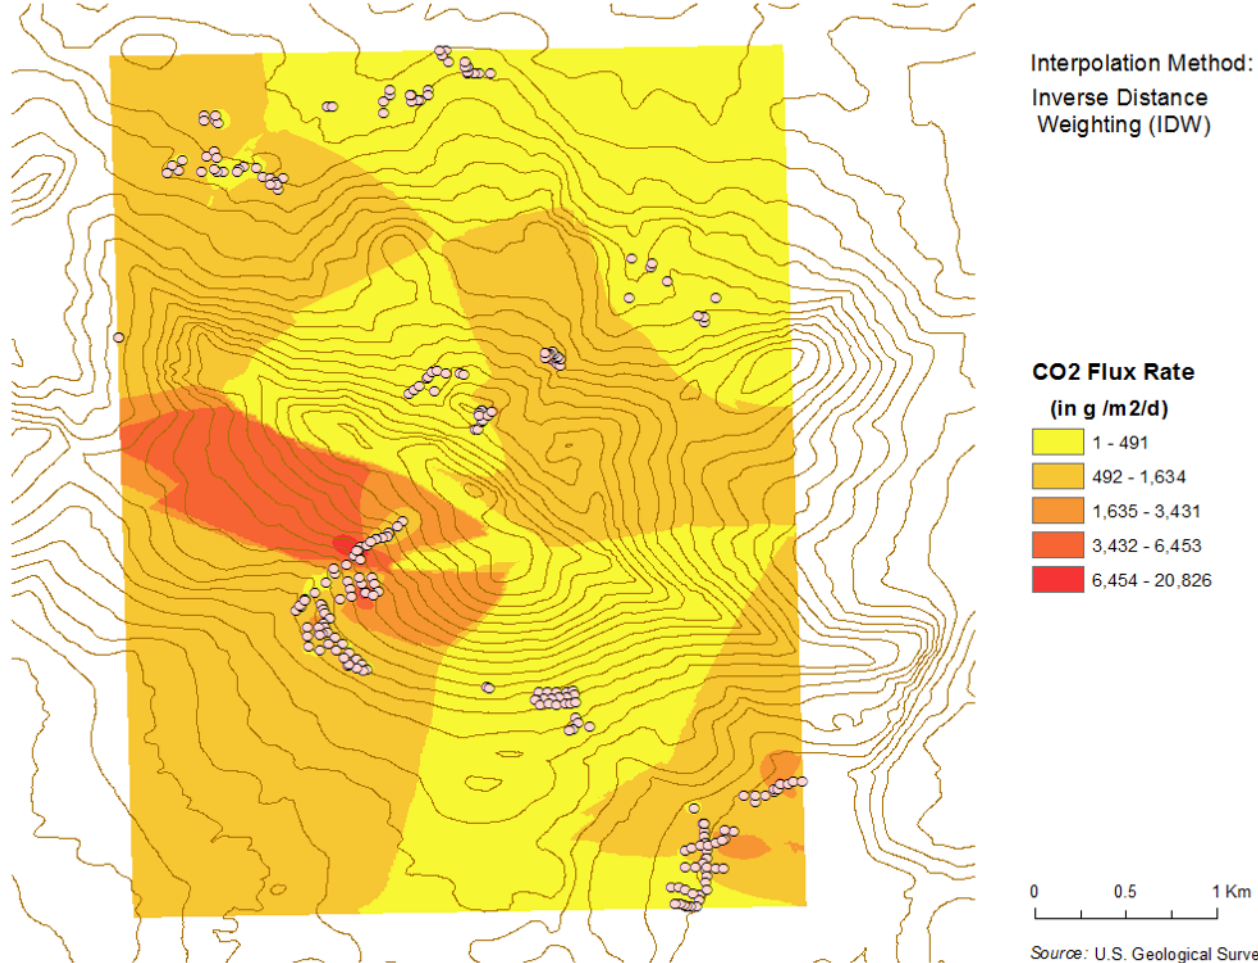 Interpolation Method:
Inverse Distance
Weighting (IDW)
CO2 Flux Rate
(in g /m2/d)
1 - 491
492 - 1,634
1,635 - 3,431
3,432 - 6,453
6,454 - 20,826
0 0.5 1 Km
Source: U.S. Geological Surve